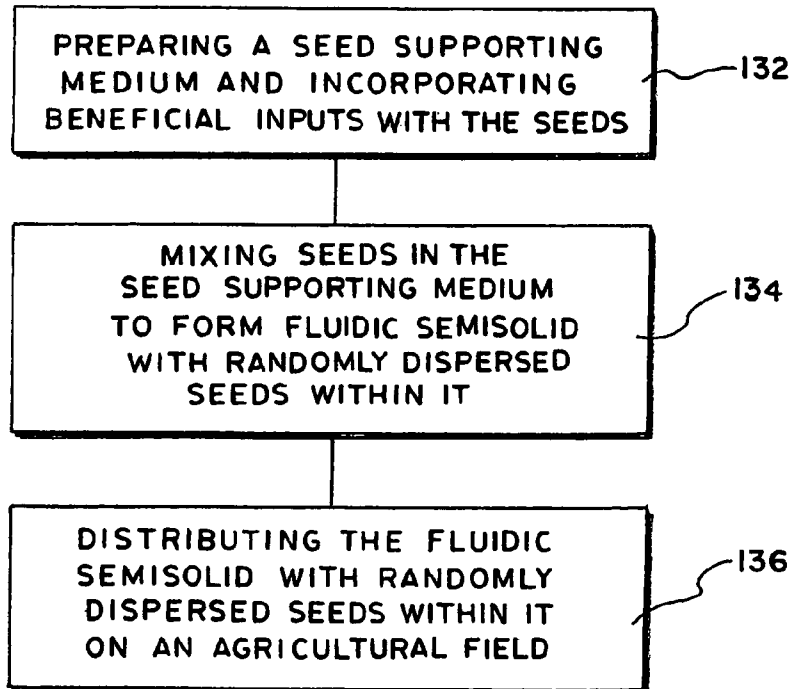 PREPARING A SEED SUPPORTING
MEDIUM AND INCORPORATING
BENEFICIAL INPUTS WITH THE SEEDS
132
MIXING SEEDS IN THE
SEED SUPPORTING MEDIUM
TO FORM FLUIDIC SEMISOLID
WITH RANDOMLY DISPERSED
SEEDS WITHIN IT
134
DISTRIBUTING THE FLUIDIC
SEMISOLID WITH RANDOMLY
DISPERSED SEEDS WITHIN IT
ON AN AGRICULTURAL FIELD
136